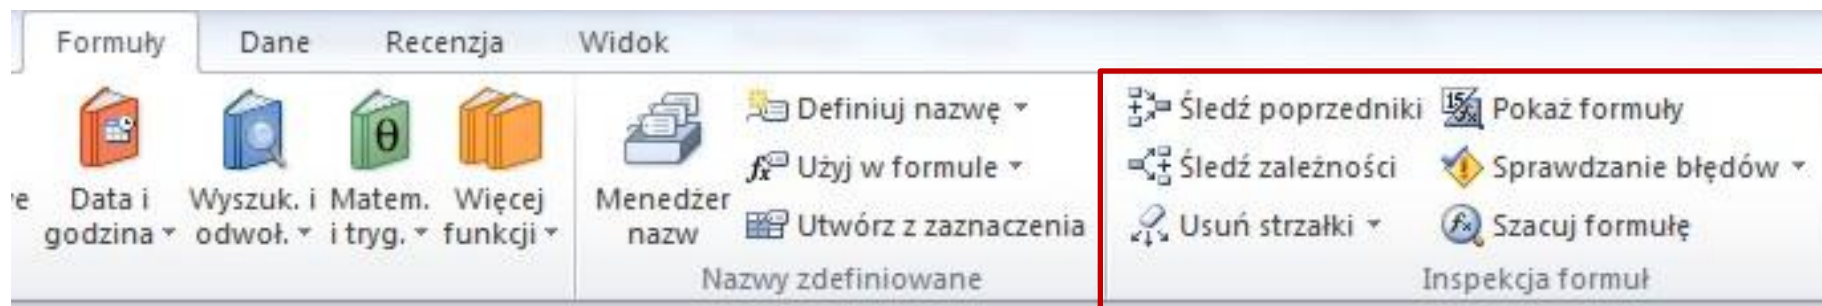 Formuły Dane Recenzja Widok
e
Data i godzina
Wyszuk. i odwoł.
Matem. i tryg.
Więcej funkcji
Menedżer nazw
Definiuj nazwę
Użyj w formule
Utwórz z zaznaczenia
Nazwy zdefiniowane
Śledź poprzedniki
Śledź zależności
Usuń strzałki
Pokaż formuły
Sprawdzanie błędów
Szacuj formułę
Inspekcja formuł